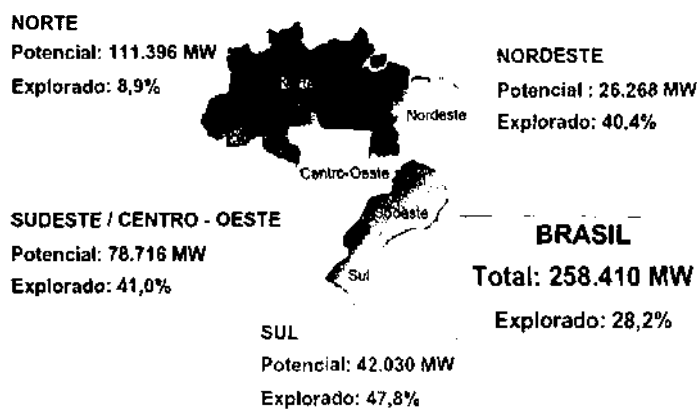 NORTE
Potencial: 111.396 MW
Explorado: 8,9%
NORDESTE
Potencial : 26.268 MW
Explorado: 40,4%
Norte
Nordeste
Centro-Oeste
Sudeste
Sul
SUDESTE / CENTRO - OESTE
Potencial: 78.716 MW
Explorado: 41,0%
BRASIL
Total: 258.410 MW
Explorado: 28,2%
SUL
Potencial: 42.030 MW
Explorado: 47,8%